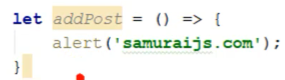 let addPost = () => {
    alert('samuraijs.com');
}